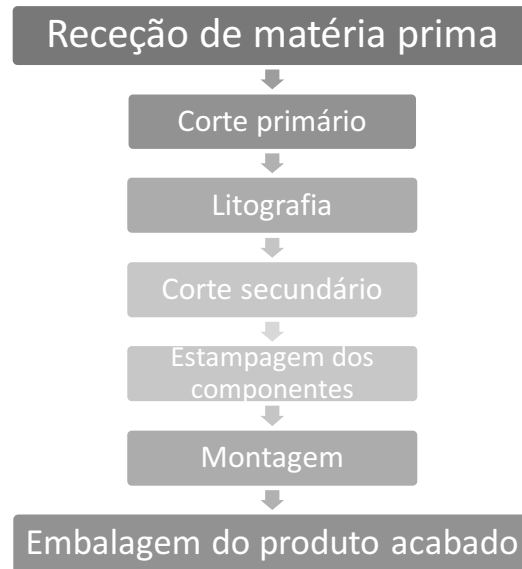 Receção de matéria prima
Corte primário
Litografia
Corte secundário
Estampagem dos
componentes
Montagem
Embalagem do produto acabado